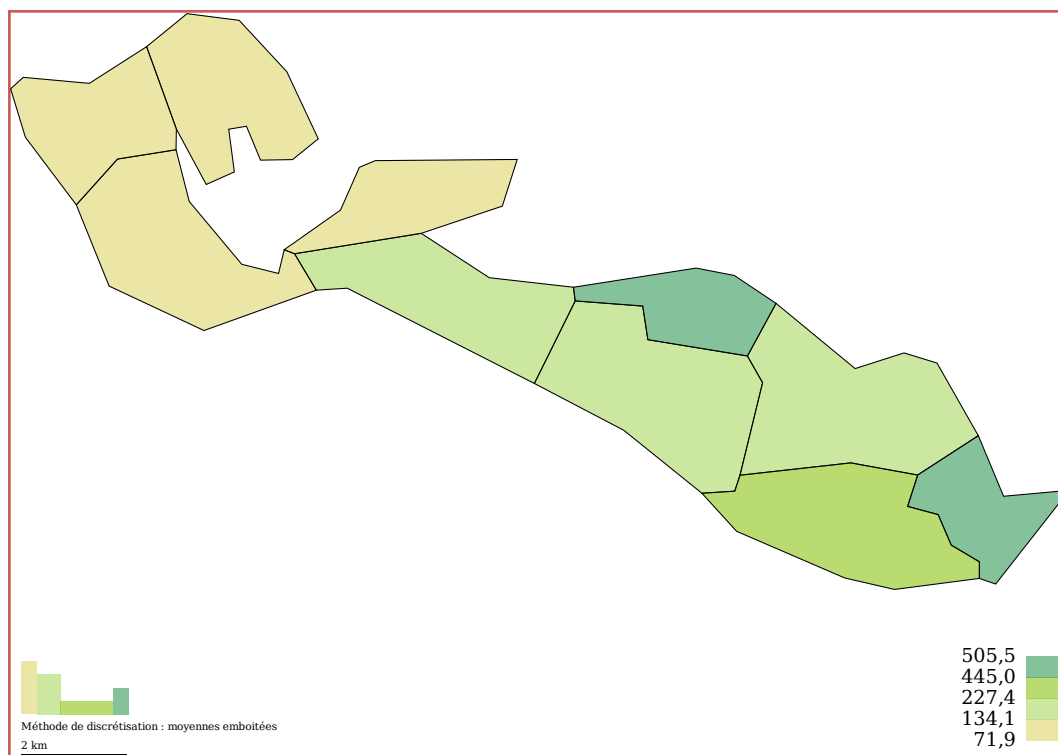 505,5
445,0
227,4
134,1
71,9
Méthode de discrétisation : moyennes emboitées
2 km